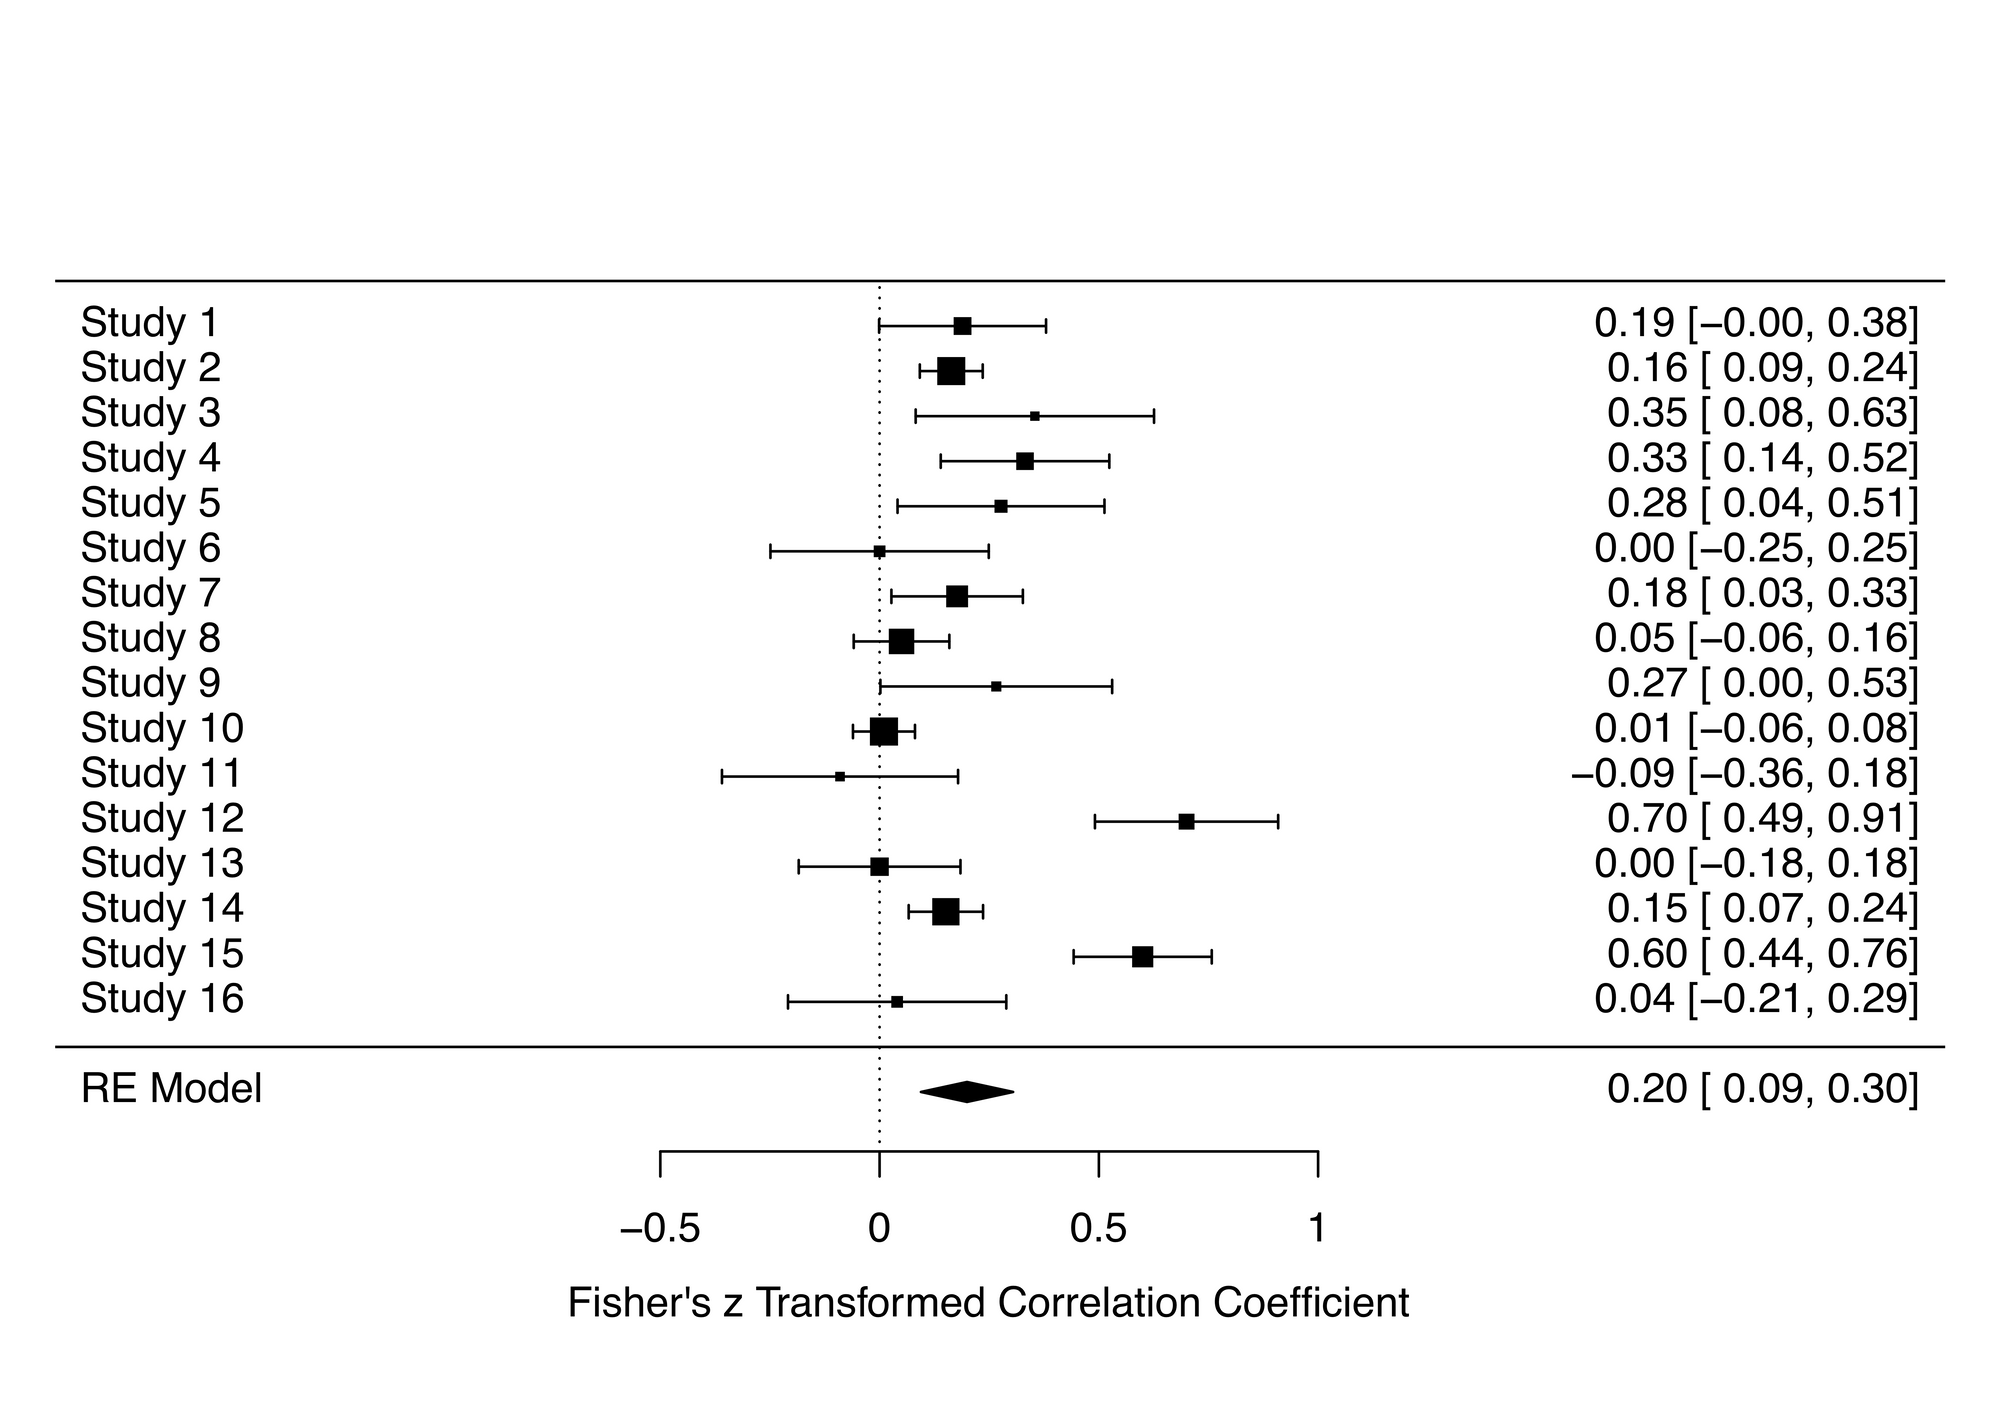 Study 1 0.19 [−0.00, 0.38]
Study 2 0.16 [ 0.09, 0.24]
Study 3 0.35 [ 0.08, 0.63]
Study 4 0.33 [ 0.14, 0.52]
Study 5 0.28 [ 0.04, 0.51]
Study 6 0.00 [−0.25, 0.25]
Study 7 0.18 [ 0.03, 0.33]
Study 8 0.05 [−0.06, 0.16]
Study 9 0.27 [ 0.00, 0.53]
Study 10 0.01 [−0.06, 0.08]
Study 11 −0.09 [−0.36, 0.18]
Study 12 0.70 [ 0.49, 0.91]
Study 13 0.00 [−0.18, 0.18]
Study 14 0.15 [ 0.07, 0.24]
Study 15 0.60 [ 0.44, 0.76]
Study 16 0.04 [−0.21, 0.29]
RE Model 0.20 [ 0.09, 0.30]
−0.5 0 0.5 1
Fisher's z Transformed Correlation Coefficient